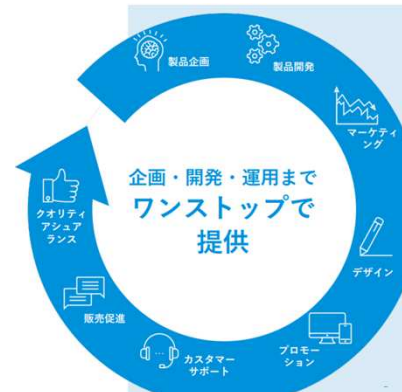 製品企画
製品開発
マーケティ
ング
デザイン
プロモー
ション
カスタマー
サポート
販売促進
クオリティ
アシュア
ランス
企画・開発・運用まで
ワンストップで
提供